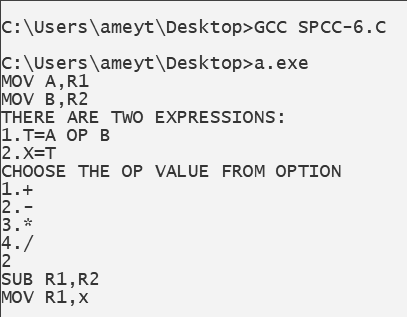 C:\Users\ameyt\Desktop>GCC SPCC-6.C
C:\Users\ameyt\Desktop>a.exe
MOV A,R1
MOV B,R2
THERE ARE TWO EXPRESSIONS:
1.T=A OP B
2.X=T
CHOOSE THE OP VALUE FROM OPTION
1.+
2.-
3.*
4./
2
SUB R1,R2
MOV R1,x